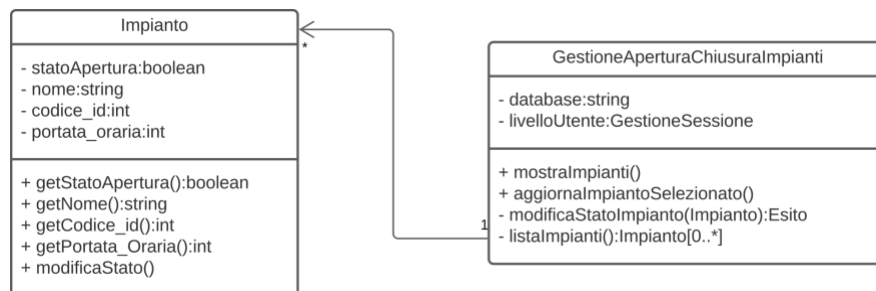 Impianto
- statoApertura:boolean
- nome:string
- codice_id:int
- portata_oraria:int
+ getStatoApertura():boolean
+ getNome():string
+ getCodice_id():int
+ getPortata_Oraria():int
+ modificaStato()
*
GestioneAperturaChiusuraImpianti
- database:string
- livelloUtente:GestioneSessione
+ mostraImpianti()
+ aggiornaImpiantoSelezionato()
- modificaStatoImpianto(Impianto):Esito
- listaImpianti():Impianto[0..*]
1